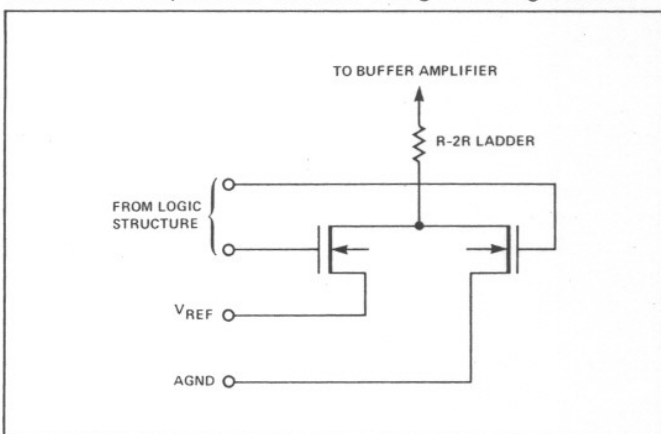 TO BUFFER AMPLIFIER
R-2R LADDER
FROM LOGIC
STRUCTURE
VREF
AGND